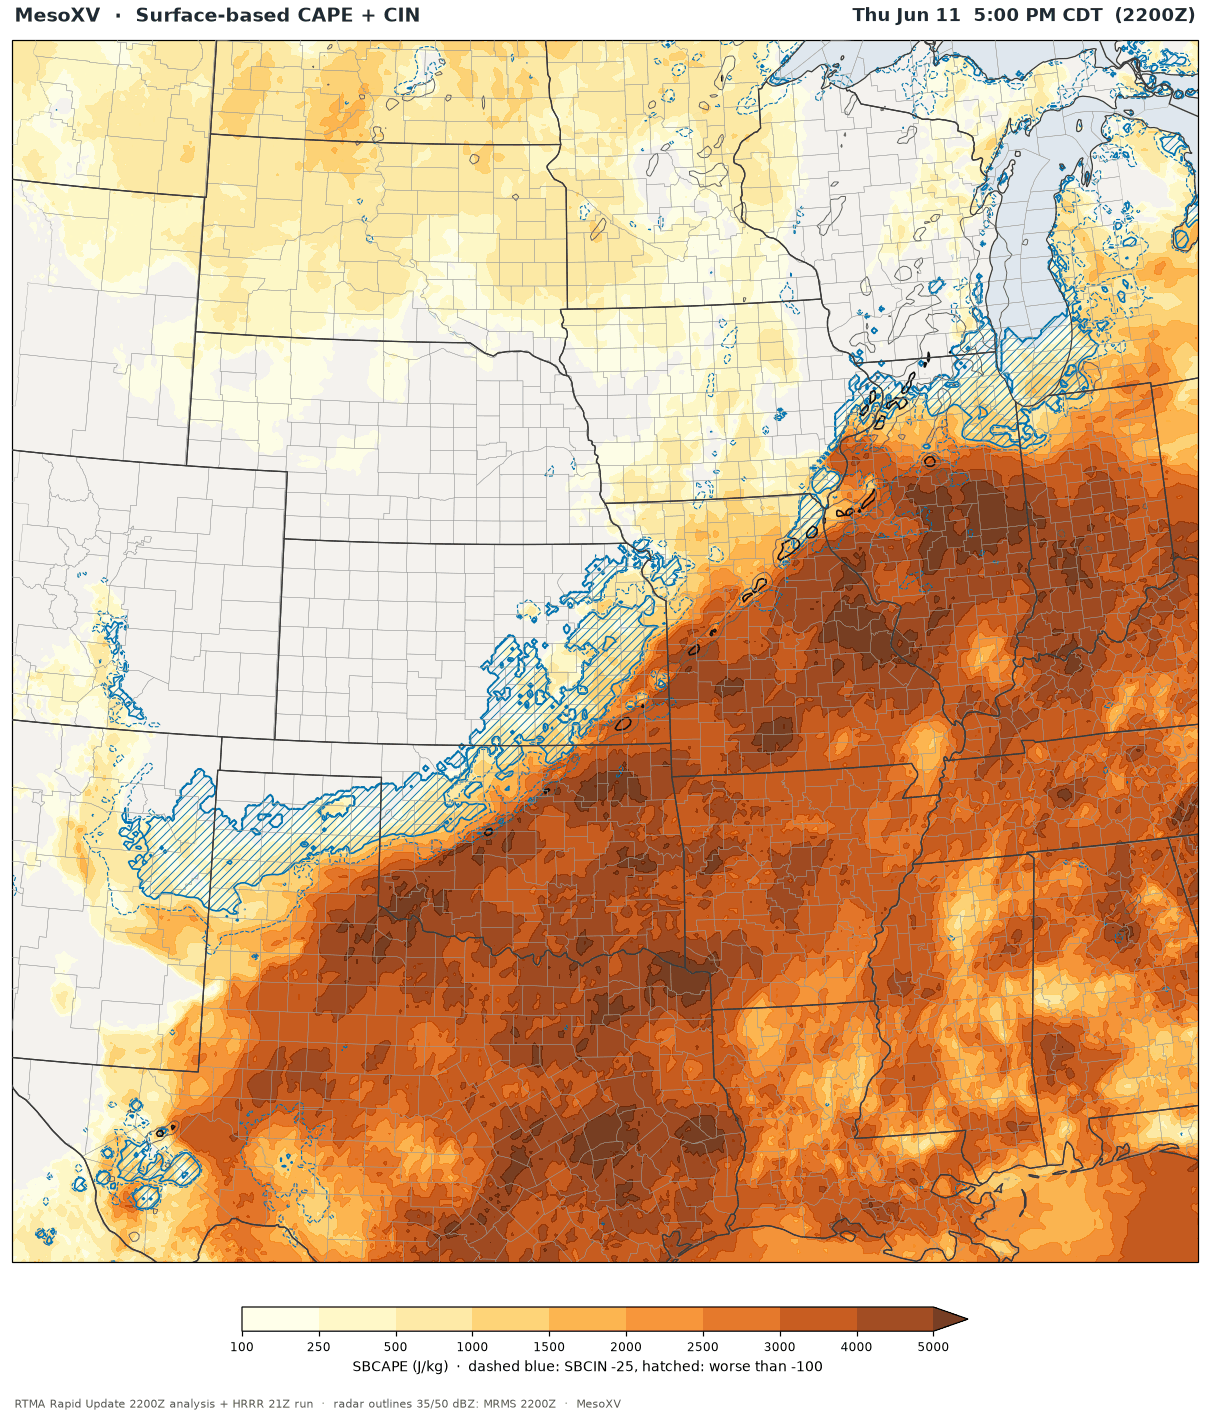 MesoXV · Surface-based CAPE + CIN
Thu Jun 11 5:00 PM CDT (2200Z)
100 250 500 1000 1500 2000 2500 3000 4000 5000
SBCAPE (J/kg) · dashed blue: SBCIN -25, hatched: worse than -100
RTMA Rapid Update 2200Z analysis + HRRR 21Z run · radar outlines 35/50 dBZ: MRMS 2200Z · MesoXV